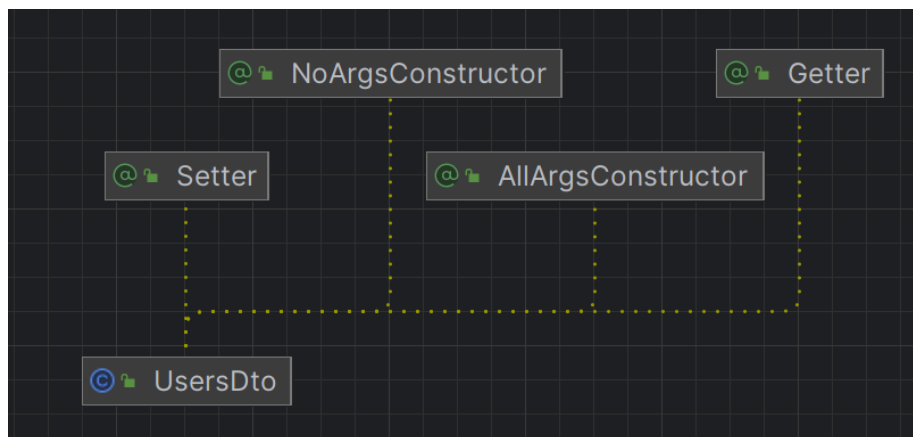 @ NoArgsConstructor
@ Getter
@ Setter
@ AllArgsConstructor
© UsersDto